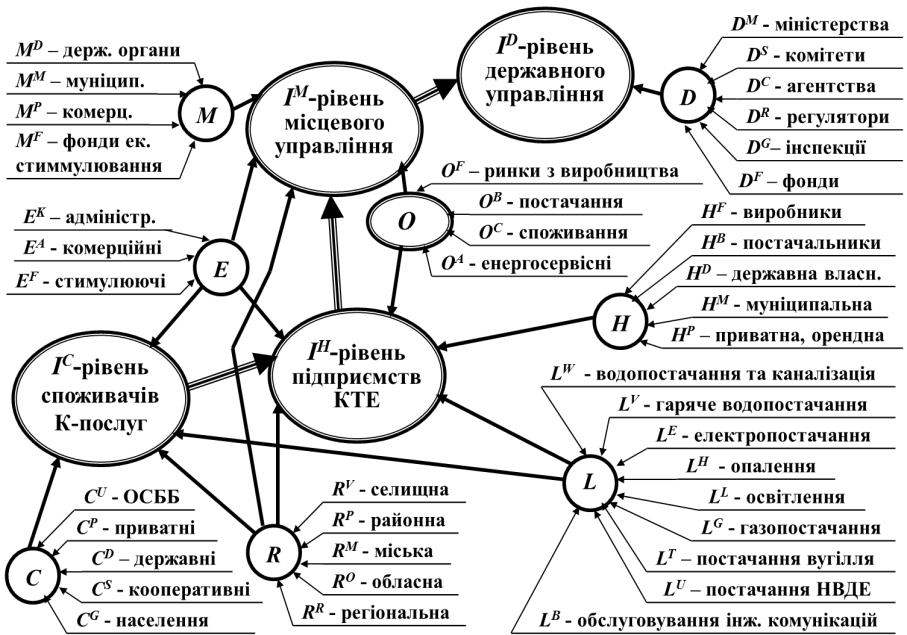 M^D – держ. органи
M^M – муніцип.
M^P – комерц.
M^F – фонди ек.
стиммулювання
M
I^M-рівень
місцевого
управління
I^D-рівень
державного
управління
D
D^M - міністерства
D^S - комітети
D^C - агентства
D^R - регулятори
D^G– інспекції
D^F - фонди
E^K – адміністр.
E^A - комерційні
E^F - стимулюючі
E
O
O^F – ринки з виробництва
O^B - постачання
O^C - споживання
O^A - енергосервісні
H
H^F - виробники
H^B - постачальники
H^D - державна власн.
H^M - муніципальна
H^P - приватна, орендна
I^C-рівень
споживачів
К-послуг
I^H-рівень
підприємств
КТЕ
L
L^W - водопостачання та каналізація
L^V - гаряче водопостачання
L^E - електропостачання
L^H - опалення
L^L - освітлення
L^G - газопостачання
L^T – постачання вугілля
L^U - постачання НВДЕ
L^B - обслуговування інж. комунікацій
C
C^U - ОСББ
C^P - приватні
C^D – державні
C^S - кооперативні
C^G - населення
R
R^V - селищна
R^P - районна
R^M - міська
R^O - обласна
R^R - регіональна